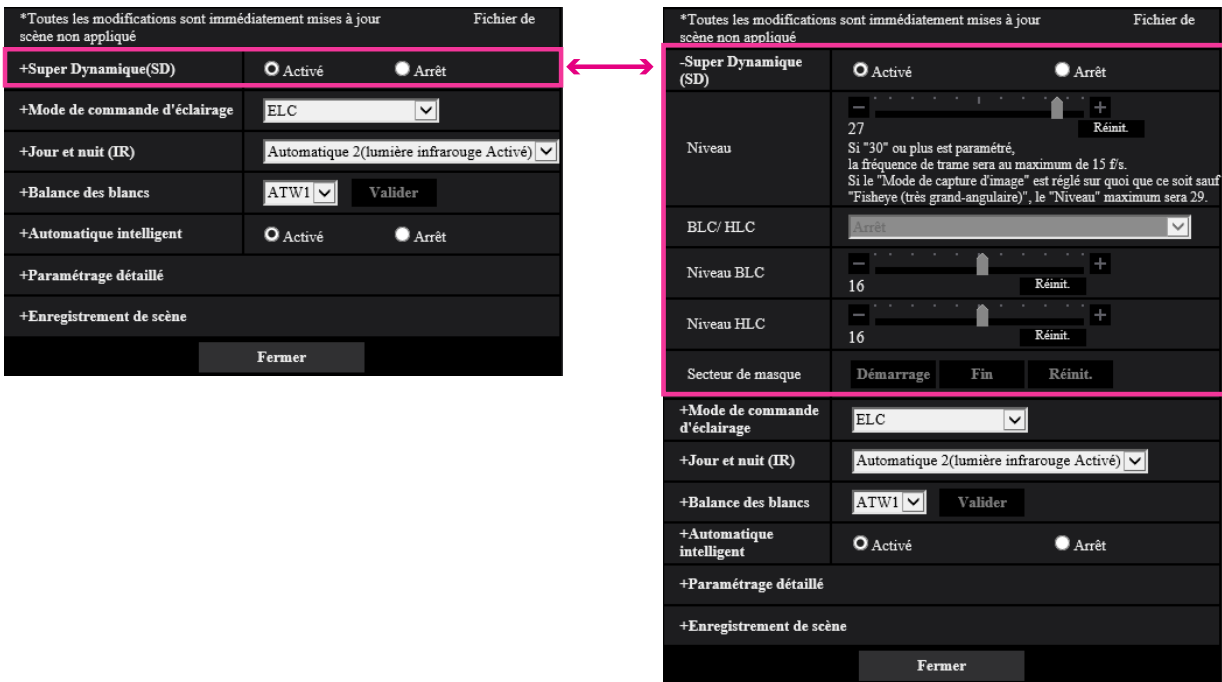 *Toutes les modifications sont immédiatement mises à jour Fichier de
scène non appliqué
+Super Dynamique(SD) Activé Arrêt
+Mode de commande d'éclairage ELC
+Jour et nuit (IR) Automatique 2(lumière infrarouge Activé)
+Balance des blancs ATW1 Valider
+Automatique intelligent Activé Arrêt
+Paramétrage détaillé
+Enregistrement de scène
Fermer
*Toutes les modifications sont immédiatement mises à jour Fichier de
scène non appliqué
-Super Dynamique
(SD) Activé Arrêt
Niveau
27 Réinit.
Si "30" ou plus est paramétré,
la fréquence de trame sera au maximum de 15 f/s.
Si le "Mode de capture d'image" est réglé sur quoi que ce soit sauf
"Fisheye (très grand-angulaire)", le "Niveau" maximum sera 29.
BLC/ HLC Arrêt
Niveau BLC
16 Réinit.
Niveau HLC
16 Réinit.
Secteur de masque Démarrage Fin Réinit.
+Mode de commande
d'éclairage ELC
+Jour et nuit (IR) Automatique 2(lumière infrarouge Activé)
+Balance des blancs ATW1 Valider
+Automatique
intelligent Activé Arrêt
+Paramétrage détaillé
+Enregistrement de scène
Fermer